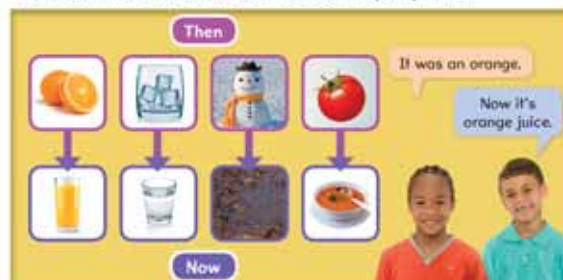 Then
It was an orange.
Now it's
orange juice.
Now